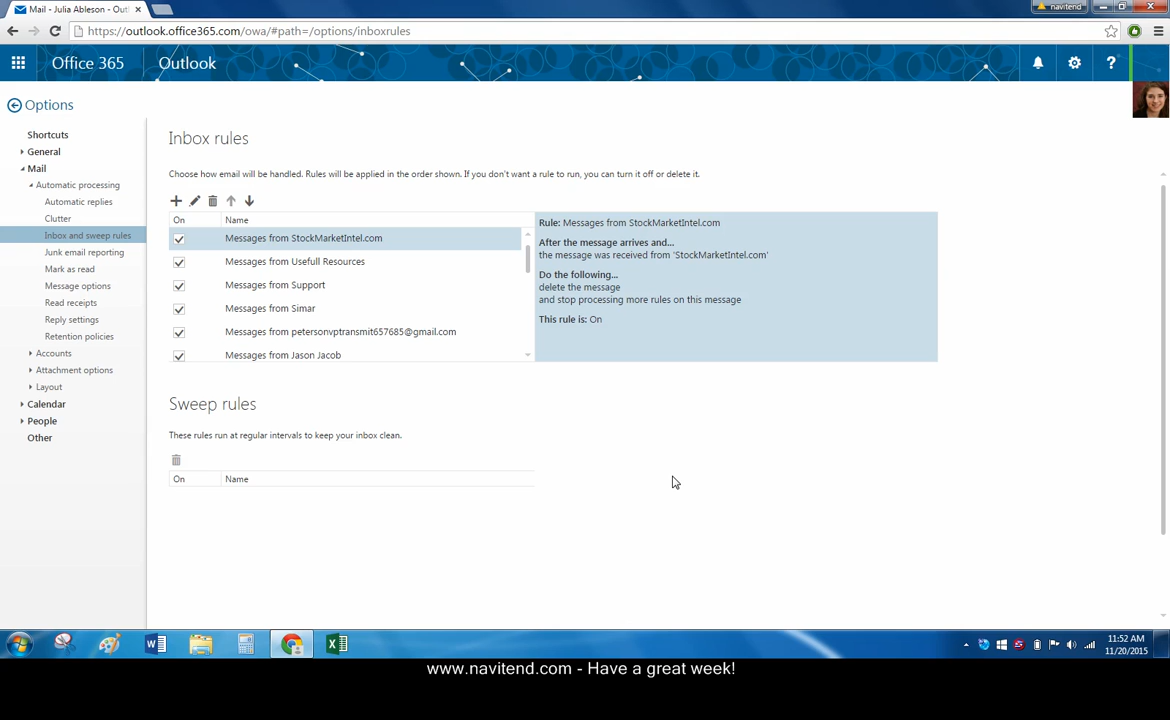 Mail - Julia Ableson - Outl
navitend
https://outlook.office365.com/owa/#path=/options/inboxrules
Office 365
Outlook
?
Options
Shortcuts
General
Mail
Automatic processing
Automatic replies
Clutter
Inbox and sweep rules
Junk email reporting
Mark as read
Message options
Read receipts
Reply settings
Retention policies
Accounts
Attachment options
Layout
Calendar
People
Other
Inbox rules
Choose how email will be handled. Rules will be applied in the order shown. If you don't want a rule to run, you can turn it off or delete it.
On Name
Messages from StockMarketIntel.com
Messages from Usefull Resources
Messages from Support
Messages from Simar
Messages from petersonvptransmit657685@gmail.com
Messages from Jason Jacob
Rule: Messages from StockMarketIntel.com
After the message arrives and...
the message was received from 'StockMarketIntel.com'
Do the following...
delete the message
and stop processing more rules on this message
This rule is: On
Sweep rules
These rules run at regular intervals to keep your inbox clean.
On Name
11:52 AM
11/20/2015
www.navitend.com - Have a great week!